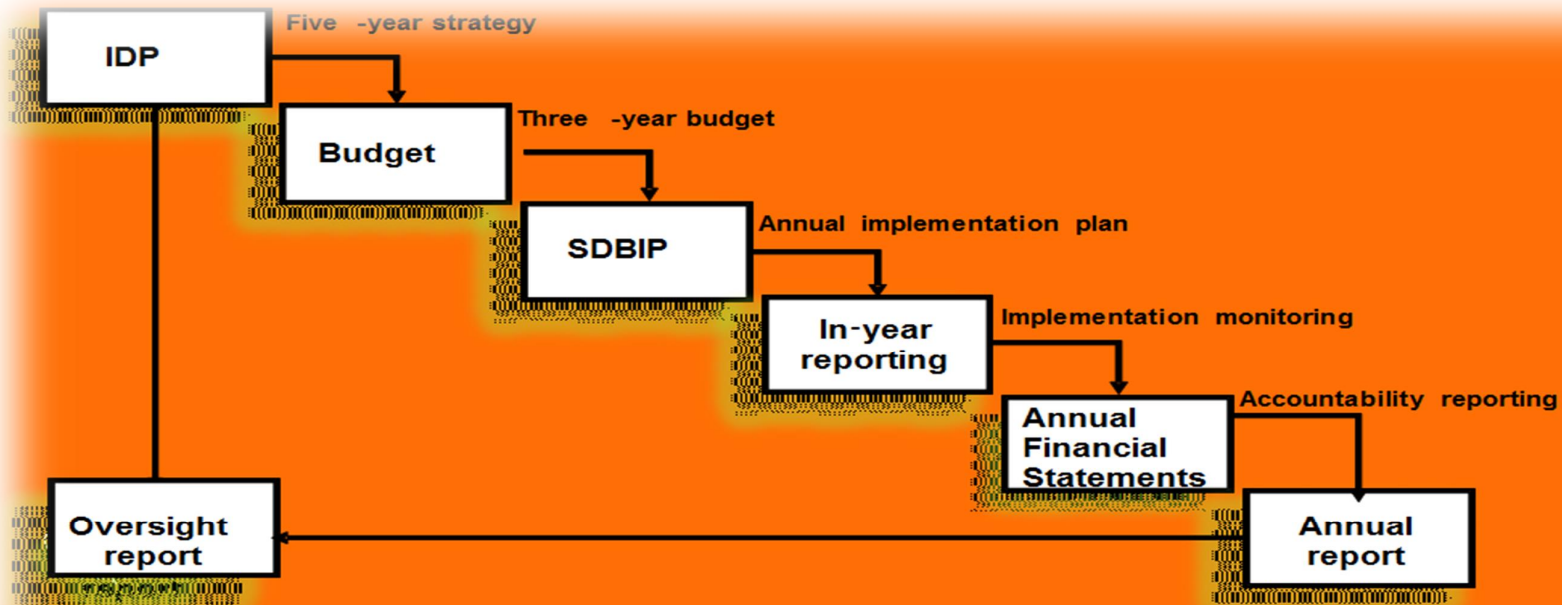 Five -year strategy
IDP
Three -year budget
Budget
Annual implementation plan
SDBIP
Implementation monitoring
In-year
reporting
Accountability reporting
Annual
Financial
Statements
Oversight
report
Annual
report